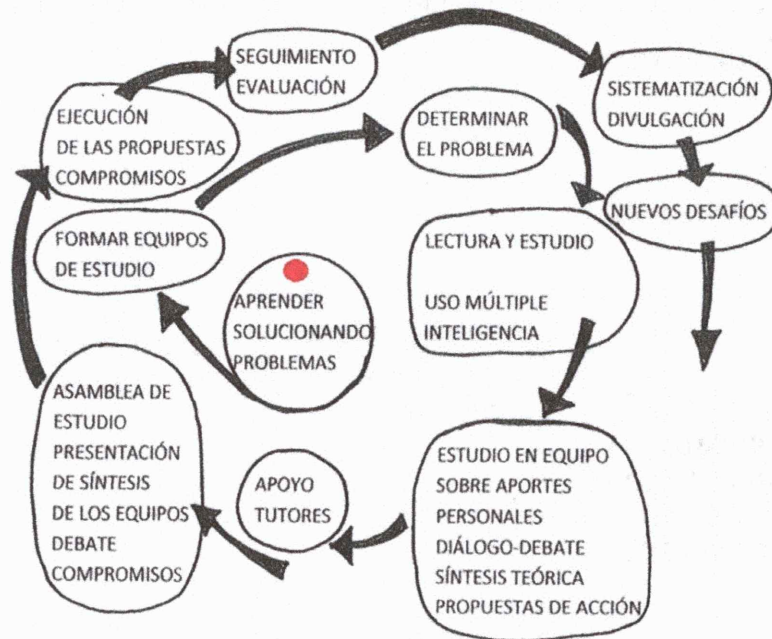 SEGUIMIENTO
EVALUACIÓN
SISTEMATIZACIÓN
DIVULGACIÓN
EJECUCIÓN
DE LAS PROPUESTAS
COMPROMISOS
DETERMINAR
EL PROBLEMA
NUEVOS DESAFÍOS
FORMAR EQUIPOS
DE ESTUDIO
LECTURA Y ESTUDIO
USO MÚLTIPLE
INTELIGENCIA
APRENDER
SOLUCIONANDO
PROBLEMAS
ASAMBLEA DE
ESTUDIO
PRESENTACIÓN
DE SÍNTESIS
DE LOS EQUIPOS
DEBATE
COMPROMISOS
APOYO
TUTORES
ESTUDIO EN EQUIPO
SOBRE APORTES
PERSONALES
DIÁLOGO-DEBATE
SÍNTESIS TEÓRICA
PROPUESTAS DE ACCIÓN